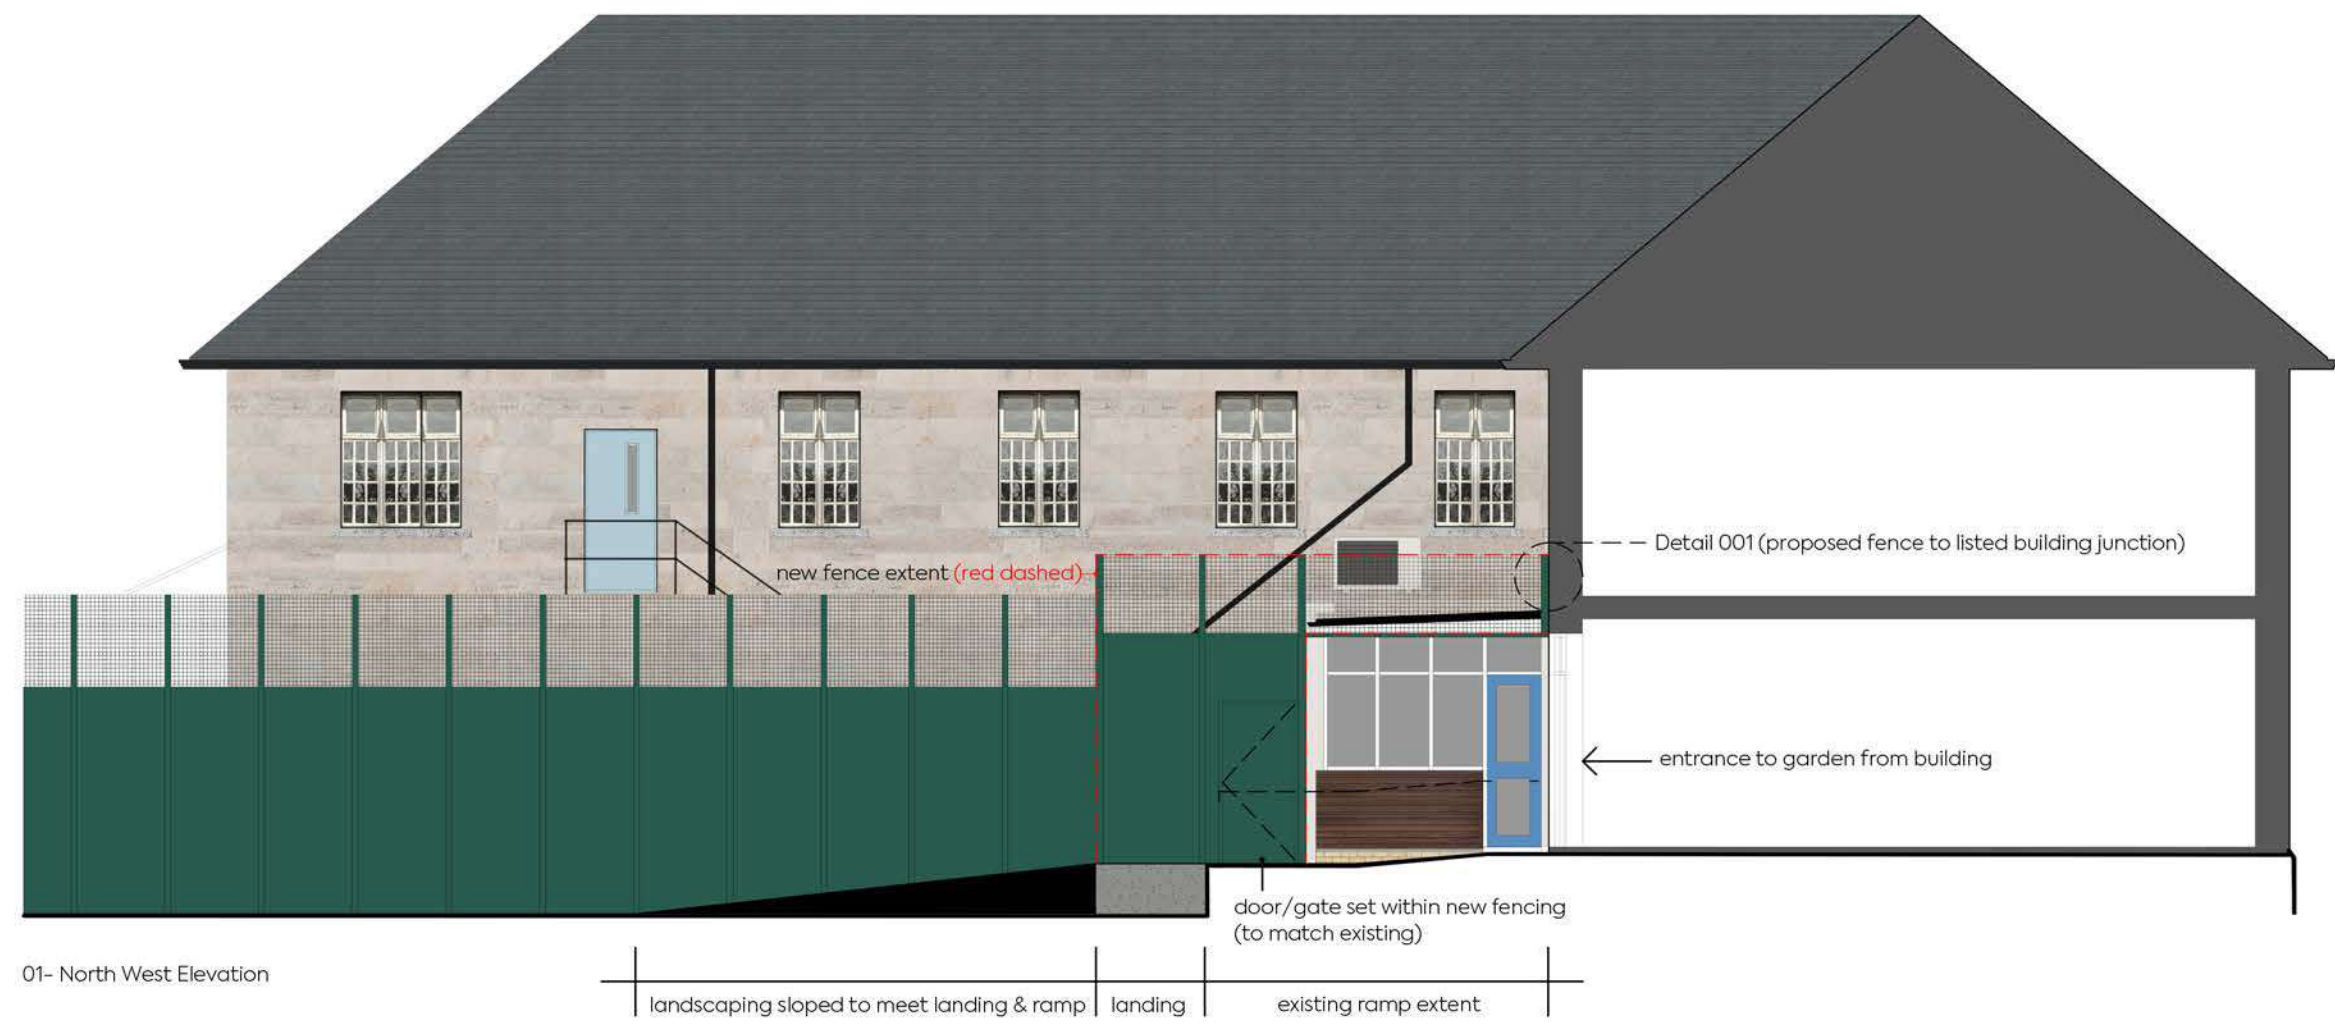 Detail 001 (proposed fence to listed building junction)
new fence extent (red dashed)
entrance to garden from building
door/gate set within new fencing
(to match existing)
01- North West Elevation
landscaping sloped to meet landing & ramp
landing
existing ramp extent